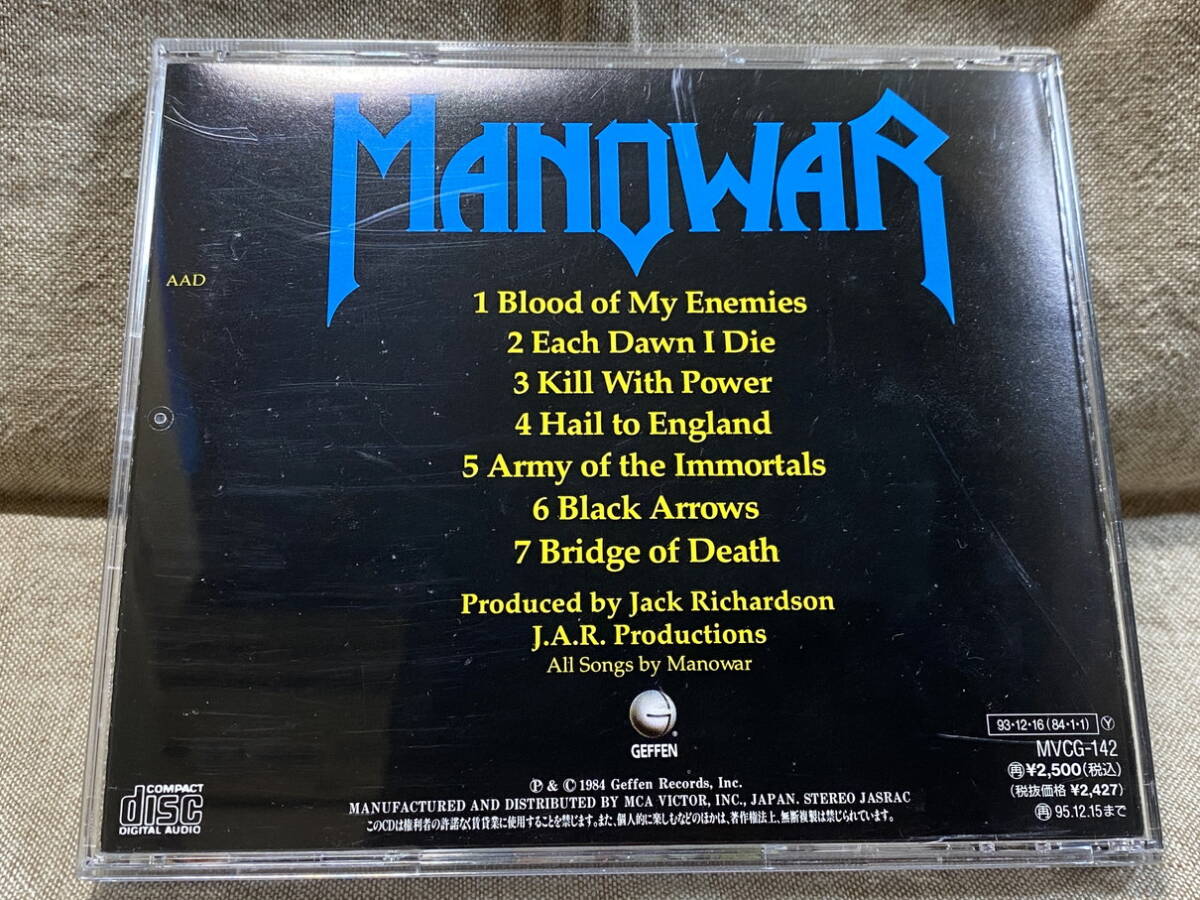 MANOWAR
AAD
1 Blood of My Enemies
2 Each Dawn I Die
3 Kill With Power
4 Hail to England
5 Army of the Immortals
6 Black Arrows
7 Bridge of Death
Produced by Jack Richardson
J.A.R. Productions
All Songs by Manowar
GEFFEN
93・12・16 (84・1・1) Ⓨ
MVCG-142
再¥2,500(税込)
(税抜価格 ¥2,427)
再 95.12.15まで
COMPACT
disc
DIGITAL AUDIO
℗ & © 1984 Geffen Records, Inc.
MANUFACTURED AND DISTRIBUTED BY MCA VICTOR, INC., JAPAN. STEREO JASRAC
このCDは権利者の許諾なく賃貸業に使用することを禁じます。また、個人的に楽しむなどのほかは、著作権法上、無断複製は禁じられています。